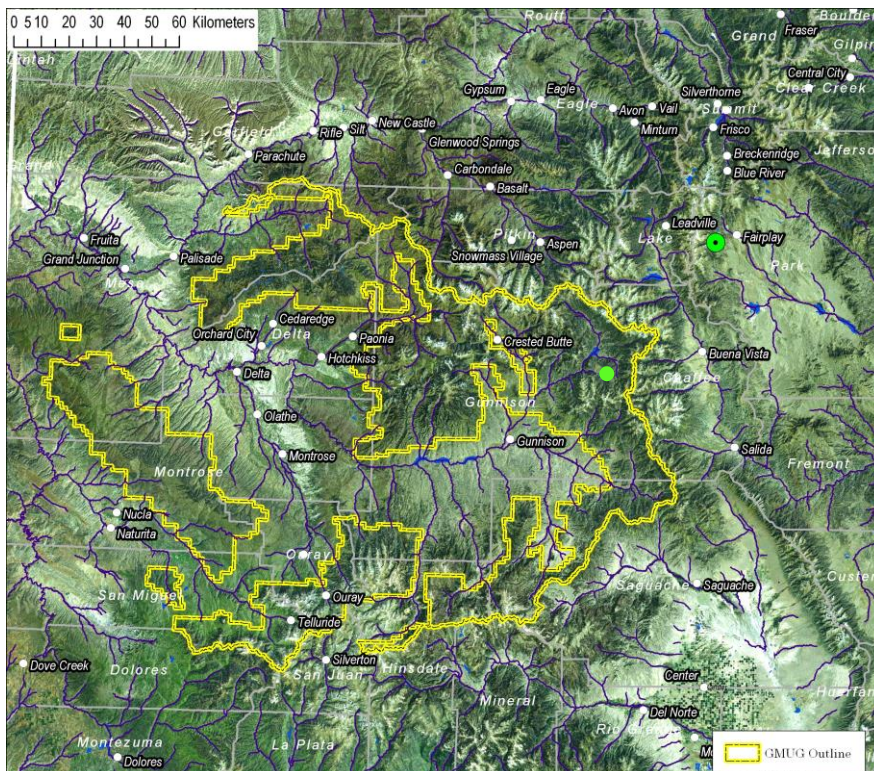 0 5 10 20 30 40 50 60 Kilometers
Routt
Grand
Boulder
Fraser
Gilpin
Central City
Clear Creek
Gypsum
Eagle
Eagle
Avon
Vail
Minturn
Silverthorne
Summit
Frisco
Garfield
Rifle
Silt
New Castle
Glenwood Springs
Parachute
Breckenridge
Blue River
Jefferson
Carbondale
Basalt
Pitkin
Snowmass Village
Aspen
Leadville
Lake
Fairplay
Park
Fruita
Grand Junction
Palisade
Mesa
Cedaredge
Orchard City
Delta
Paonia
Hotchkiss
Delta
Crested Butte
Buena Vista
Chaffee
Olathe
Gunnison
Gunnison
Montrose
Montrose
Salida
Fremont
Nucla
Naturita
Ouray
San Miguel
Ouray
Telluride
Saguache
Saguache
Custer
Silverton
San Juan
Hinsdale
Dove Creek
Dolores
Mineral
Center
Huerfano
Del Norte
Rio Grande
Montezuma
Dolores
La Plata
GMUG Outline